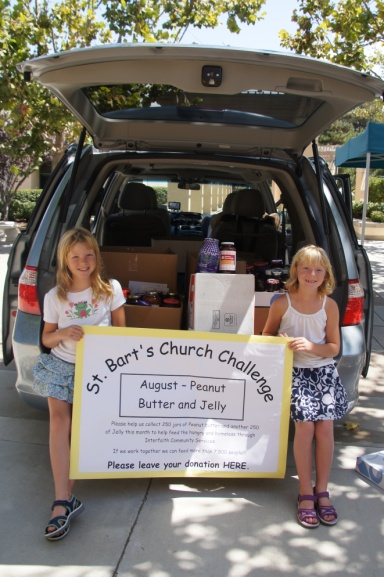 St. Bart's Church Challenge
August – Peanut
Butter and Jelly
Please help us collect 250 jars of Peanut butter and another 250
of Jelly this month to help feed the hungry and homeless through
Interfaith Community Services.
If we work together we can feed more than people!
Please leave your donation HERE.